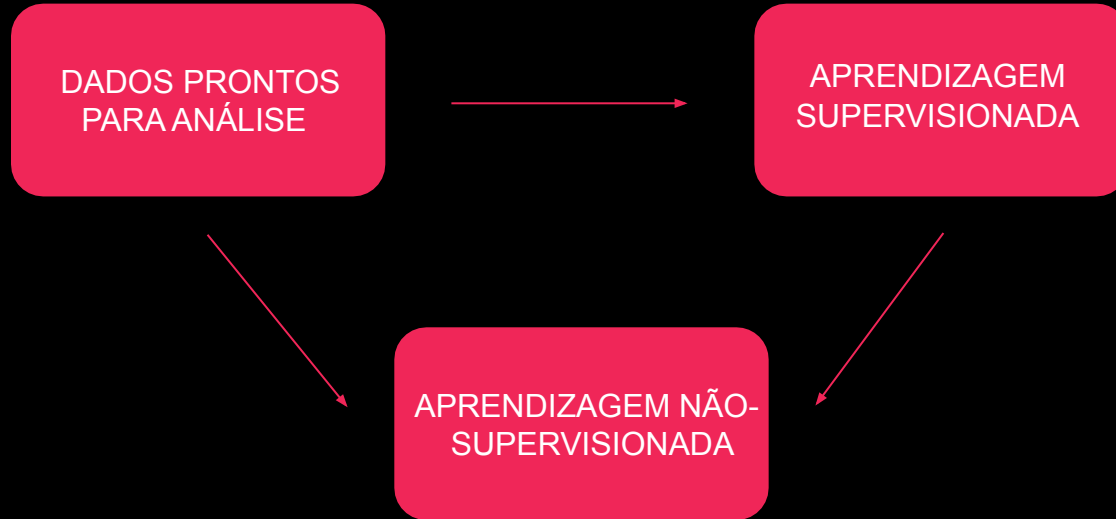 DADOS PRONTOS
PARA ANÁLISE
APRENDIZAGEM
SUPERVISIONADA
APRENDIZAGEM NÃO-
SUPERVISIONADA